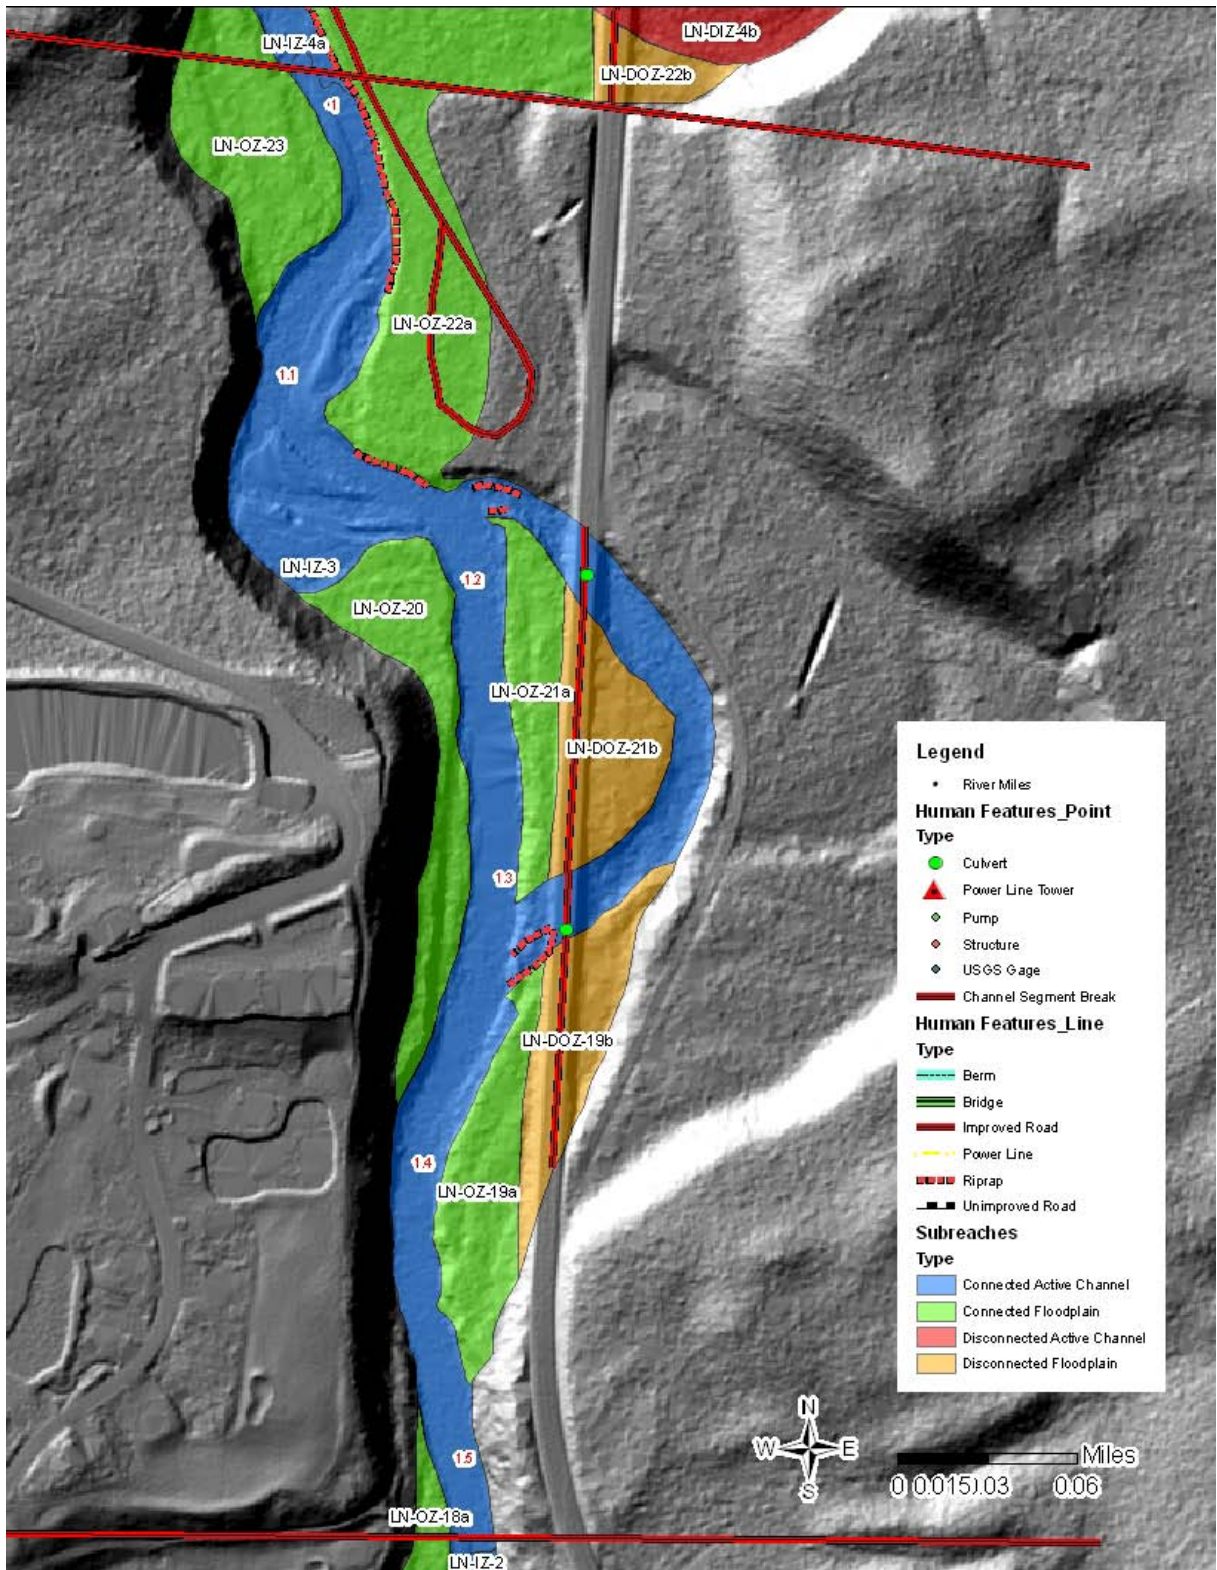 LN-DIZ-4b
LN-IZ-4a
LN-DOZ-22b
1
LN-OZ-23
LN-OZ-22a
1.1
LN-IZ-3
1.2
LN-OZ-20
LN-OZ-21a
LN-DOZ-21b
1.3
LN-DOZ-19b
1.4
LN-OZ-19a
1.5
LN-OZ-18a
LN-IZ-2
Legend
River Miles
Human Features_Point
Type
Culvert
Power Line Tower
Pump
Structure
USGS Gage
Channel Segment Break
Human Features_Line
Type
Berm
Bridge
Improved Road
Power Line
Riprap
Unimproved Road
Subreaches
Type
Connected Active Channel
Connected Floodplain
Disconnected Active Channel
Disconnected Floodplain
N
W E
S
Miles
0 0.015 0.03 0.06